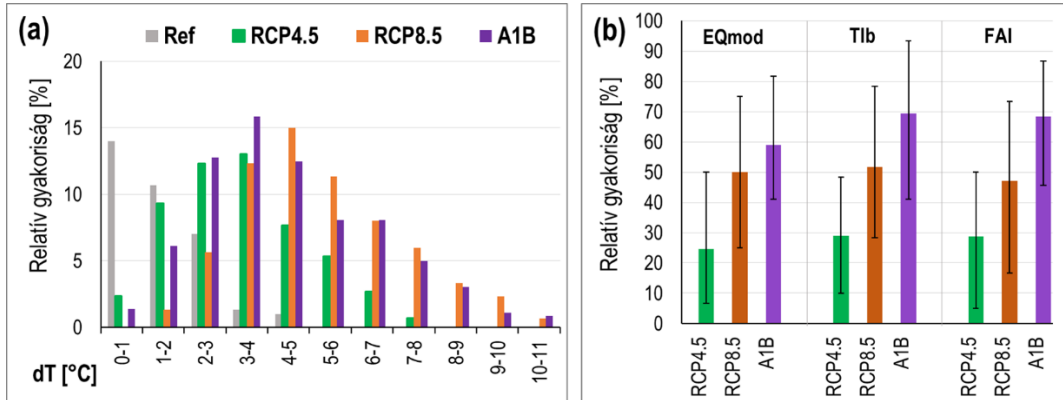 (a)
Ref RCP4.5 RCP8.5 A1B
Relatív gyakoriság [%]
20
15
10
5
0
0-1 1-2 2-3 3-4 4-5 5-6 6-7 7-8 8-9 9-10 10-11
dT [°C]
(b)
EQmod TIb FAI
Relatív gyakoriság [%]
100
90
80
70
60
50
40
30
20
10
0
RCP4.5 RCP8.5 A1B RCP4.5 RCP8.5 A1B RCP4.5 RCP8.5 A1B